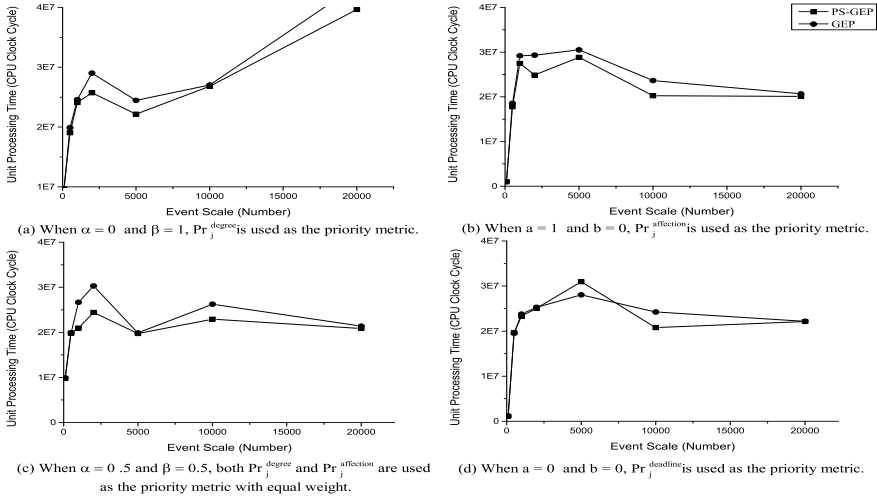 PS-GEP
GEP
Unit Processing Time (CPU Clock Cycle)
4E7
3E7
2E7
1E7
0 5000 10000 15000 20000
Event Scale (Number)
(a) When α = 0 and β = 1, Pr j degree is used as the priority metric.
Unit Processing Time (CPU Clock Cycle)
4E7
3E7
2E7
1E7
0
0 5000 10000 15000 20000
Event Scale (Number)
(b) When a = 1 and b = 0, Pr j affection is used as the priority metric.
Unit Processing Time (CPU Clock Cycle)
4E7
3E7
2E7
1E7
0
0 5000 10000 15000 20000
Event Scale (Number)
(c) When α = 0 .5 and β = 0.5, both Pr j degree and Pr j affection are used
as the priority metric with equal weight.
Unit Processing Time (CPU Clock Cycle)
4E7
3E7
2E7
1E7
0
0 5000 10000 15000 20000
Event Scale (Number)
(d) When a = 0 and b = 0, Pr j deadline is used as the priority metric.